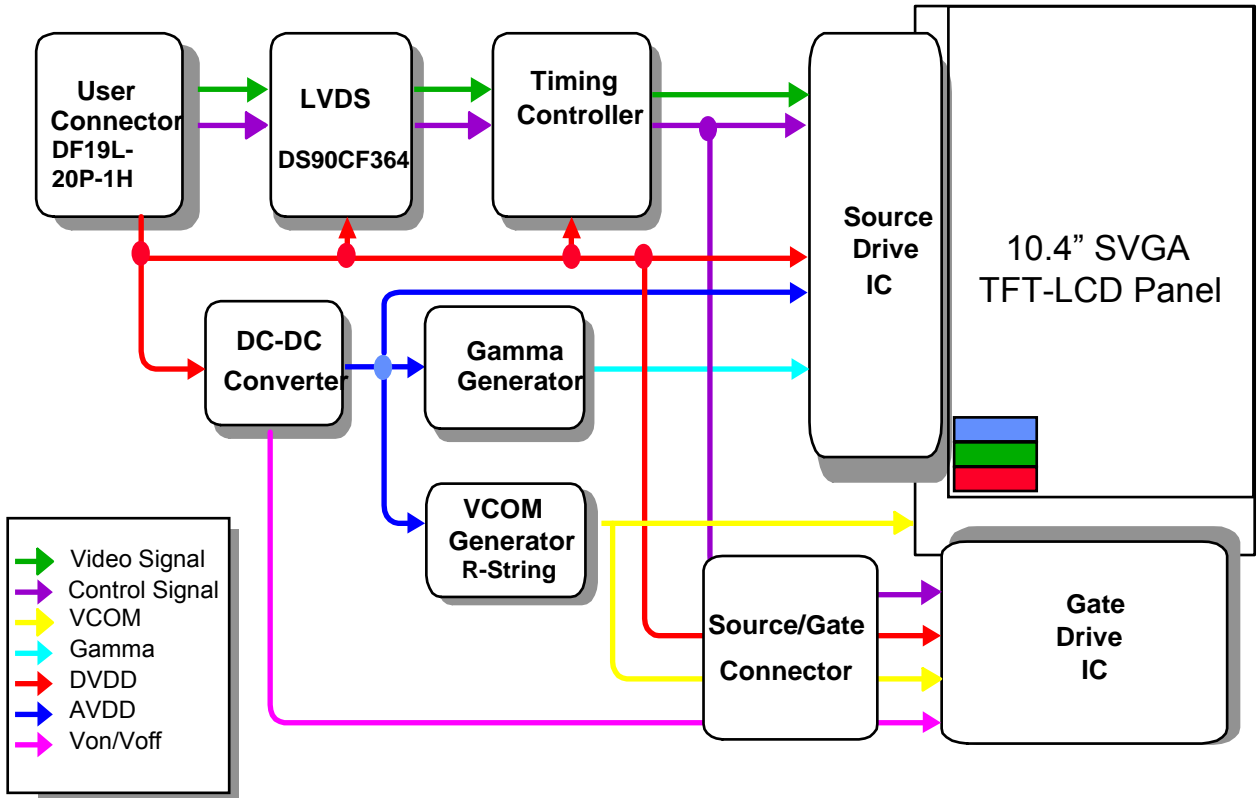 User
Connector
DF19L-
20P-1H
LVDS
DS90CF364
Timing
Controller
Source
Drive
IC
10.4” SVGA
TFT-LCD Panel
DC-DC
Converter
Gamma
Generator
VCOM
Generator
R-String
Source/Gate
Connector
Gate
Drive
IC
Video Signal
Control Signal
VCOM
Gamma
DVDD
AVDD
Von/Voff